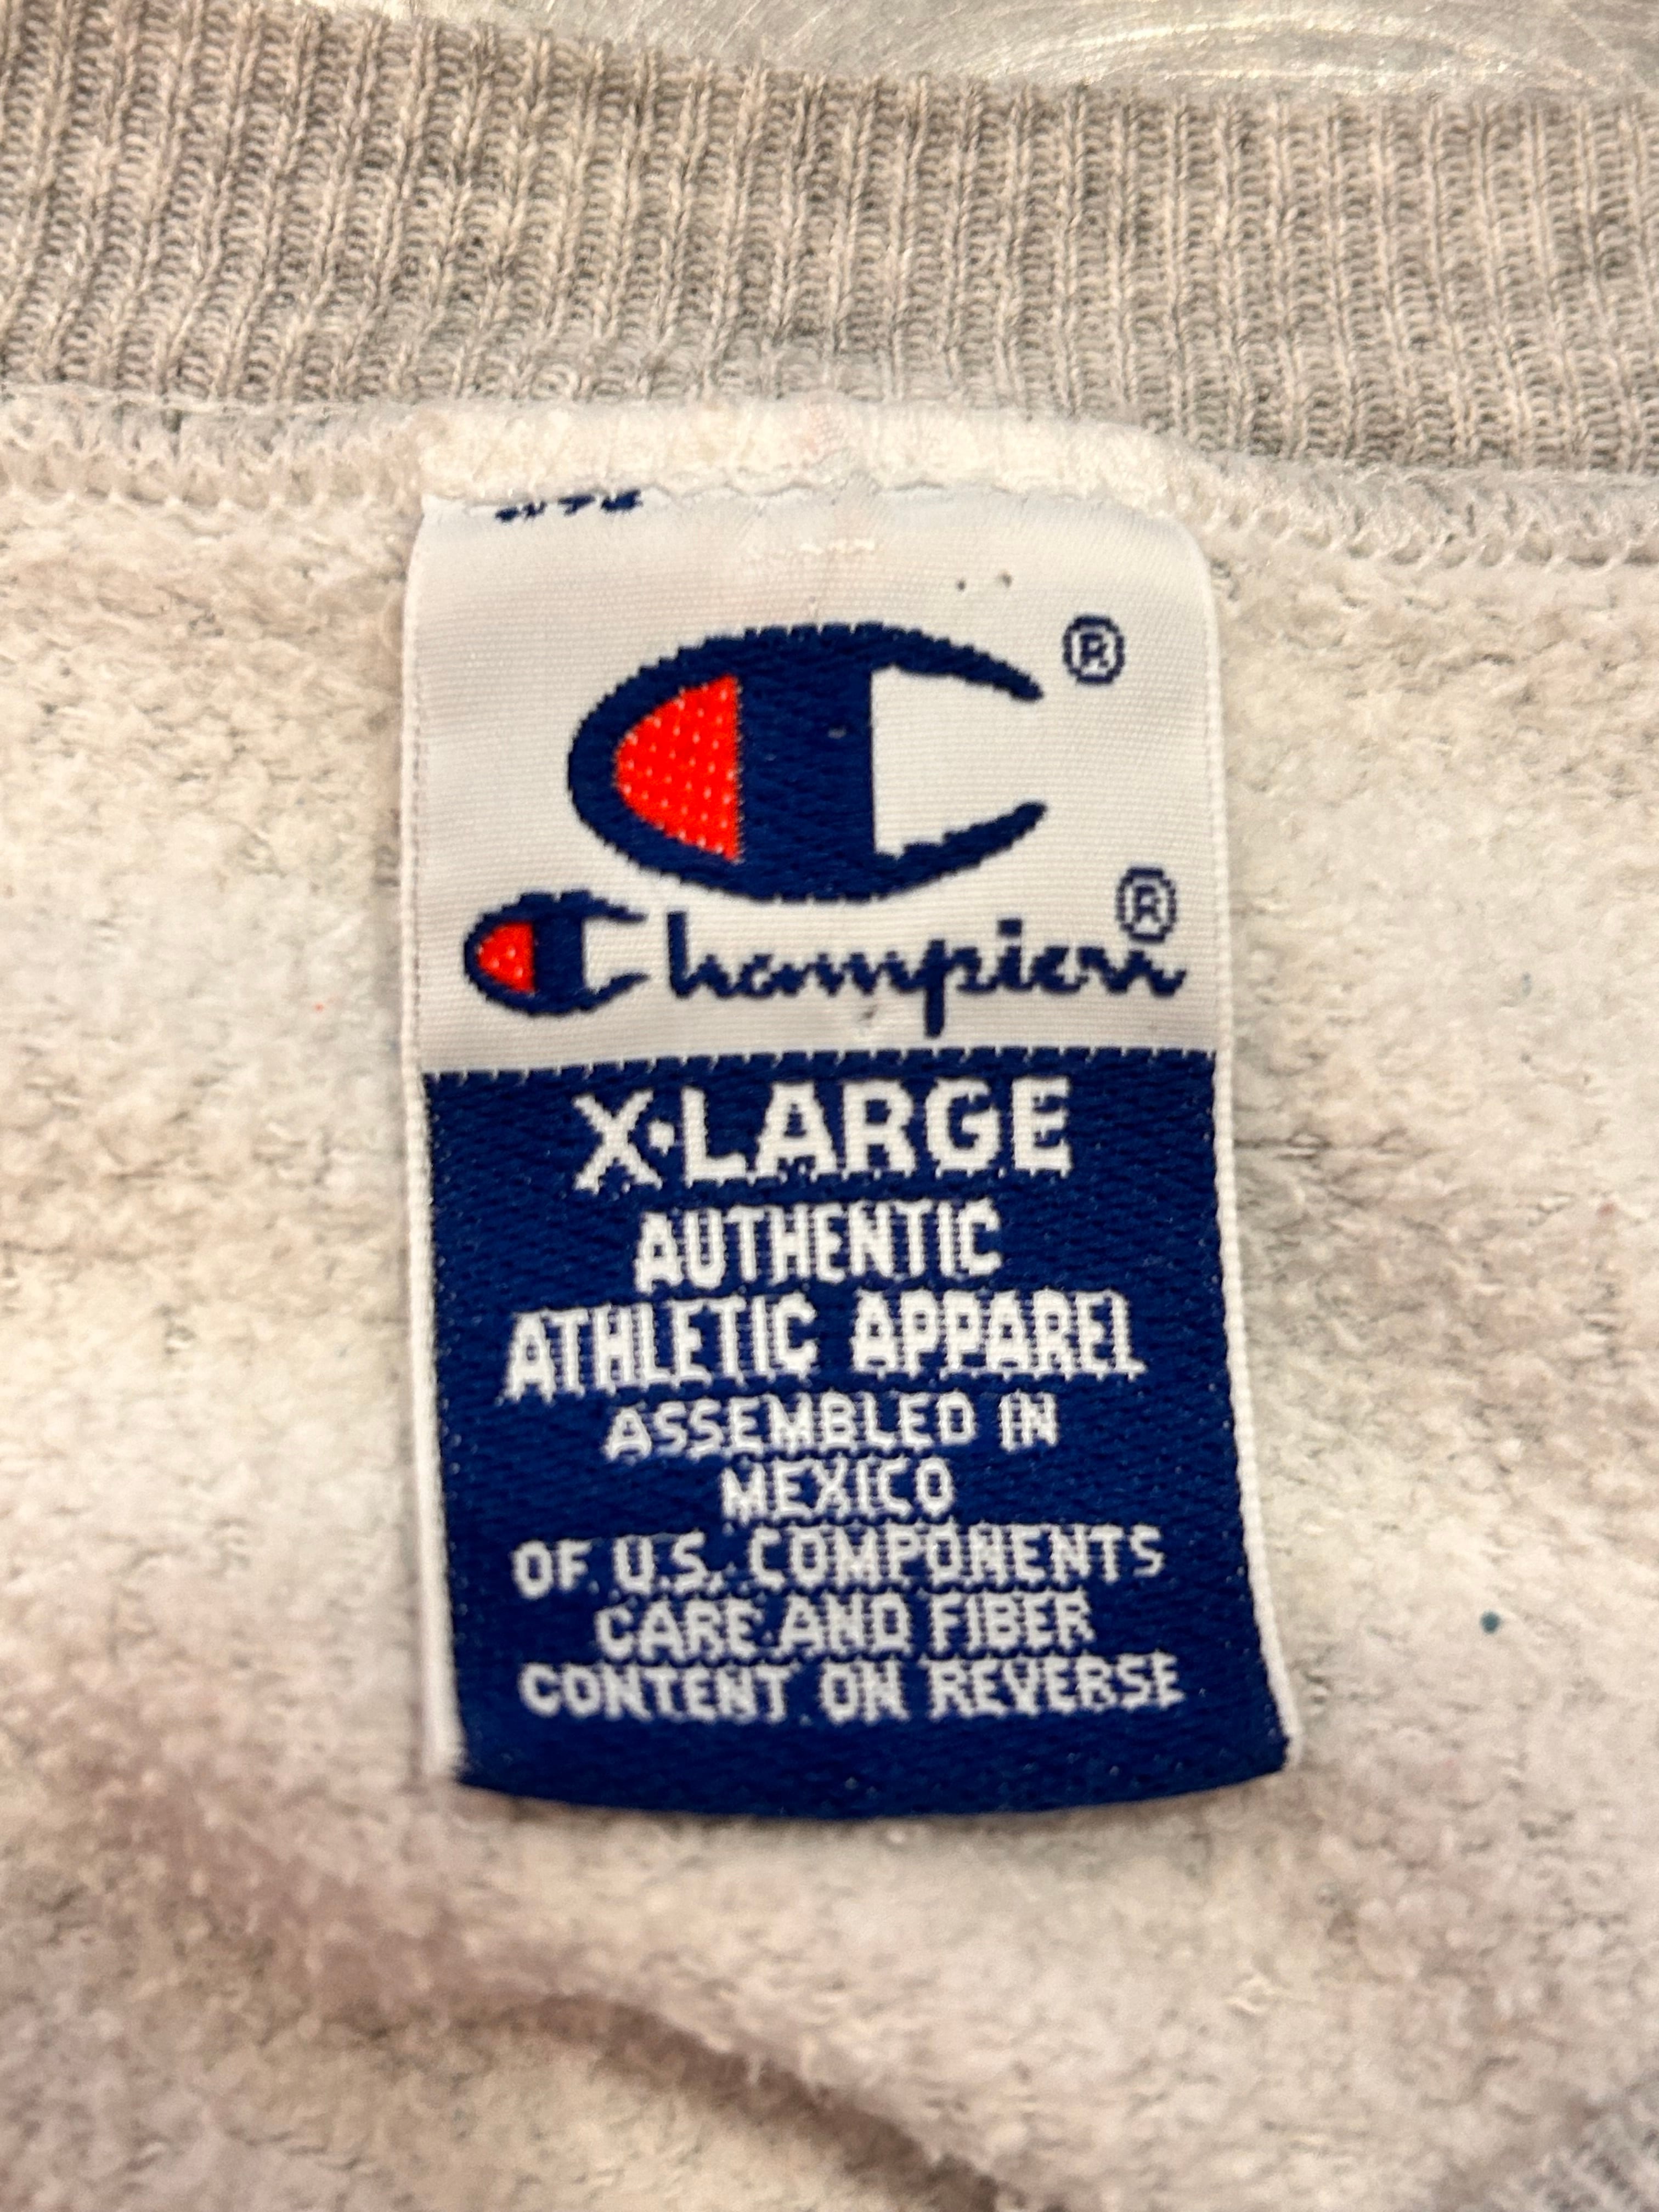 ®
Champion®
X-LARGE
AUTHENTIC
ATHLETIC APPAREL
ASSEMBLED IN
MEXICO
OF U.S. COMPONENTS
CARE AND FIBER
CONTENT ON REVERSE